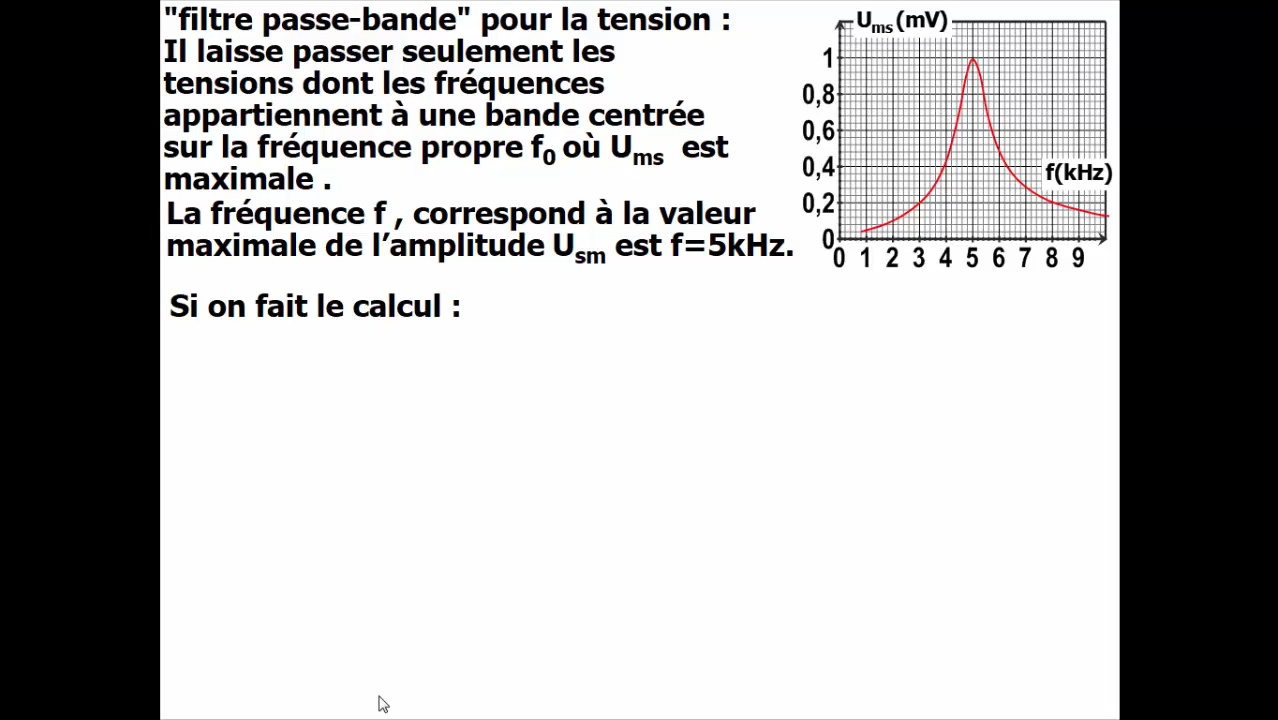 "filtre passe-bande" pour la tension :
Il laisse passer seulement les
tensions dont les fréquences
appartiennent à une bande centrée
sur la fréquence propre f0 où Ums est
maximale .
La fréquence f , correspond à la valeur
maximale de l’amplitude Usm est f=5kHz.
Si on fait le calcul :
Ums (mV)
1
0,8
0,6
0,4
0,2
0
f(kHz)
0 1 2 3 4 5 6 7 8 9